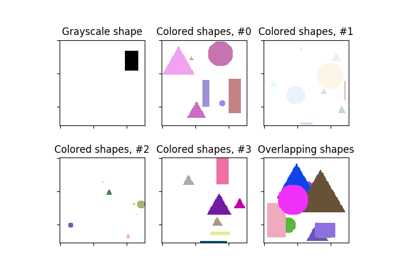 Grayscale shape
Colored shapes, #0
Colored shapes, #1
Colored shapes, #2
Colored shapes, #3
Overlapping shapes